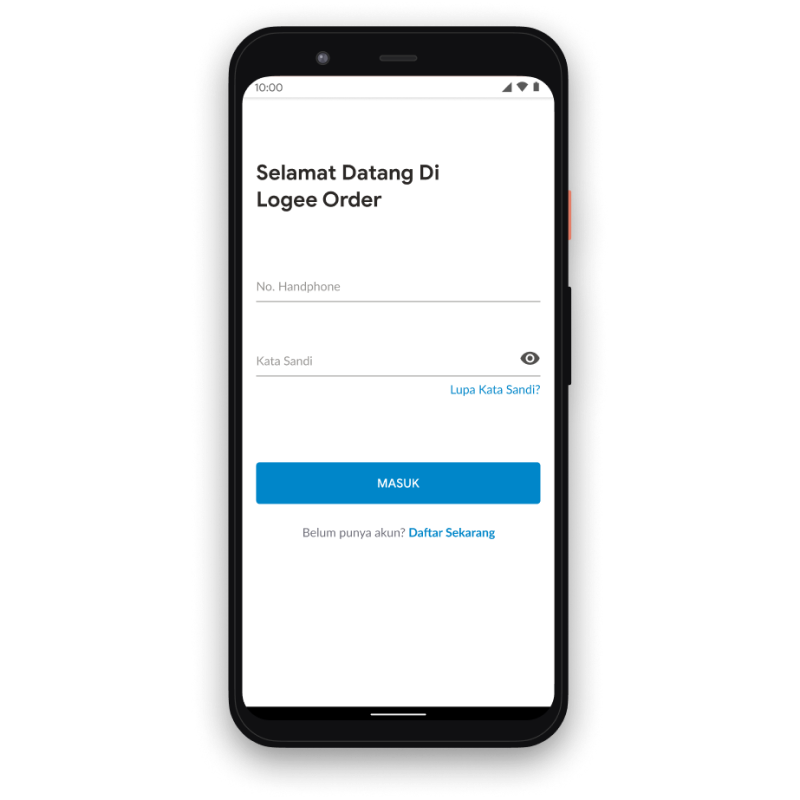 10:00
Selamat Datang Di
Logee Order
No. Handphone
Kata Sandi
Lupa Kata Sandi?
MASUK
Belum punya akun? Daftar Sekarang